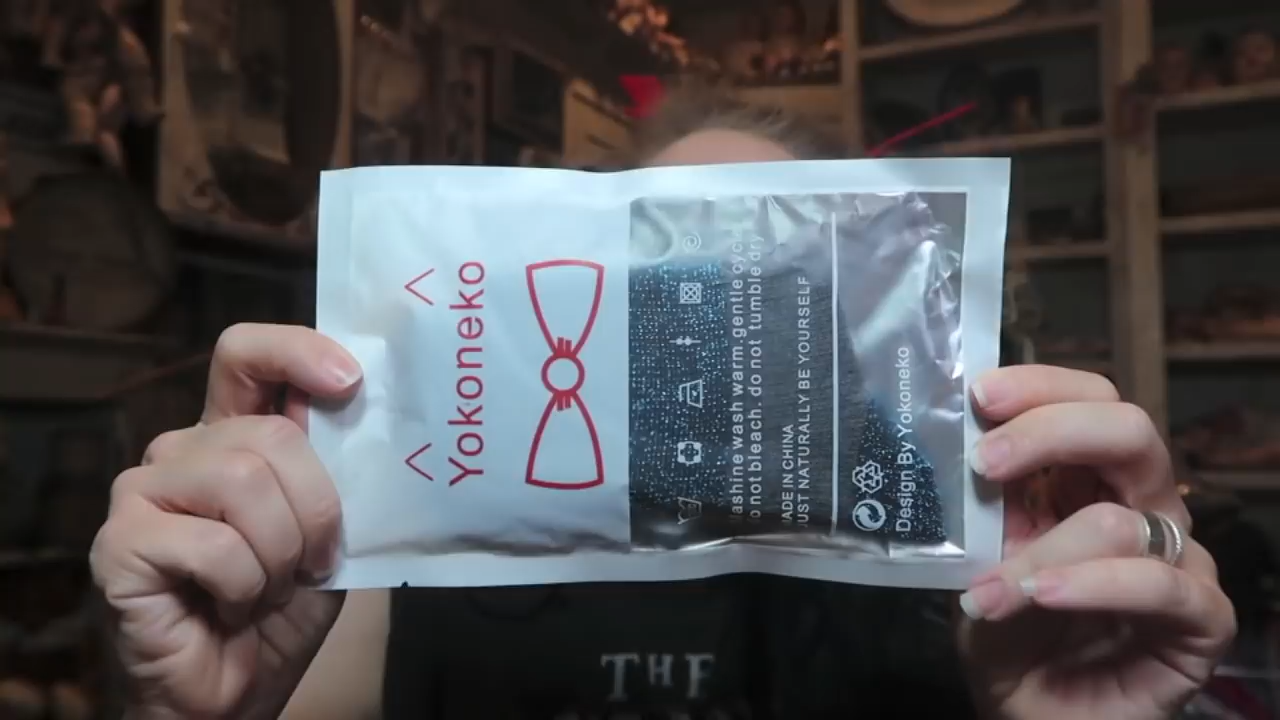 ^ ^
Yokoneko
ashine wash warm.gentle cyc
o not bleach. do not tumble dry
ADE IN CHINA
UST NATURALLY BE YOURSELF
Design By Yokoneko
THE